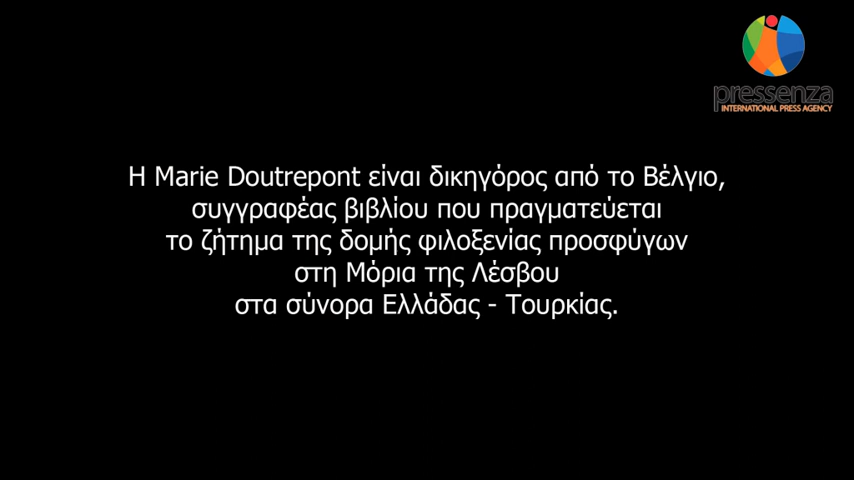 pressenza
INTERNATIONAL PRESS AGENCY
Η Marie Doutrepont είναι δικηγόρος από το Βέλγιο,
συγγραφέας βιβλίου που πραγματεύεται
το ζήτημα της δομής φιλοξενίας προσφύγων
στη Μόρια της Λέσβου
στα σύνορα Ελλάδας - Τουρκίας.